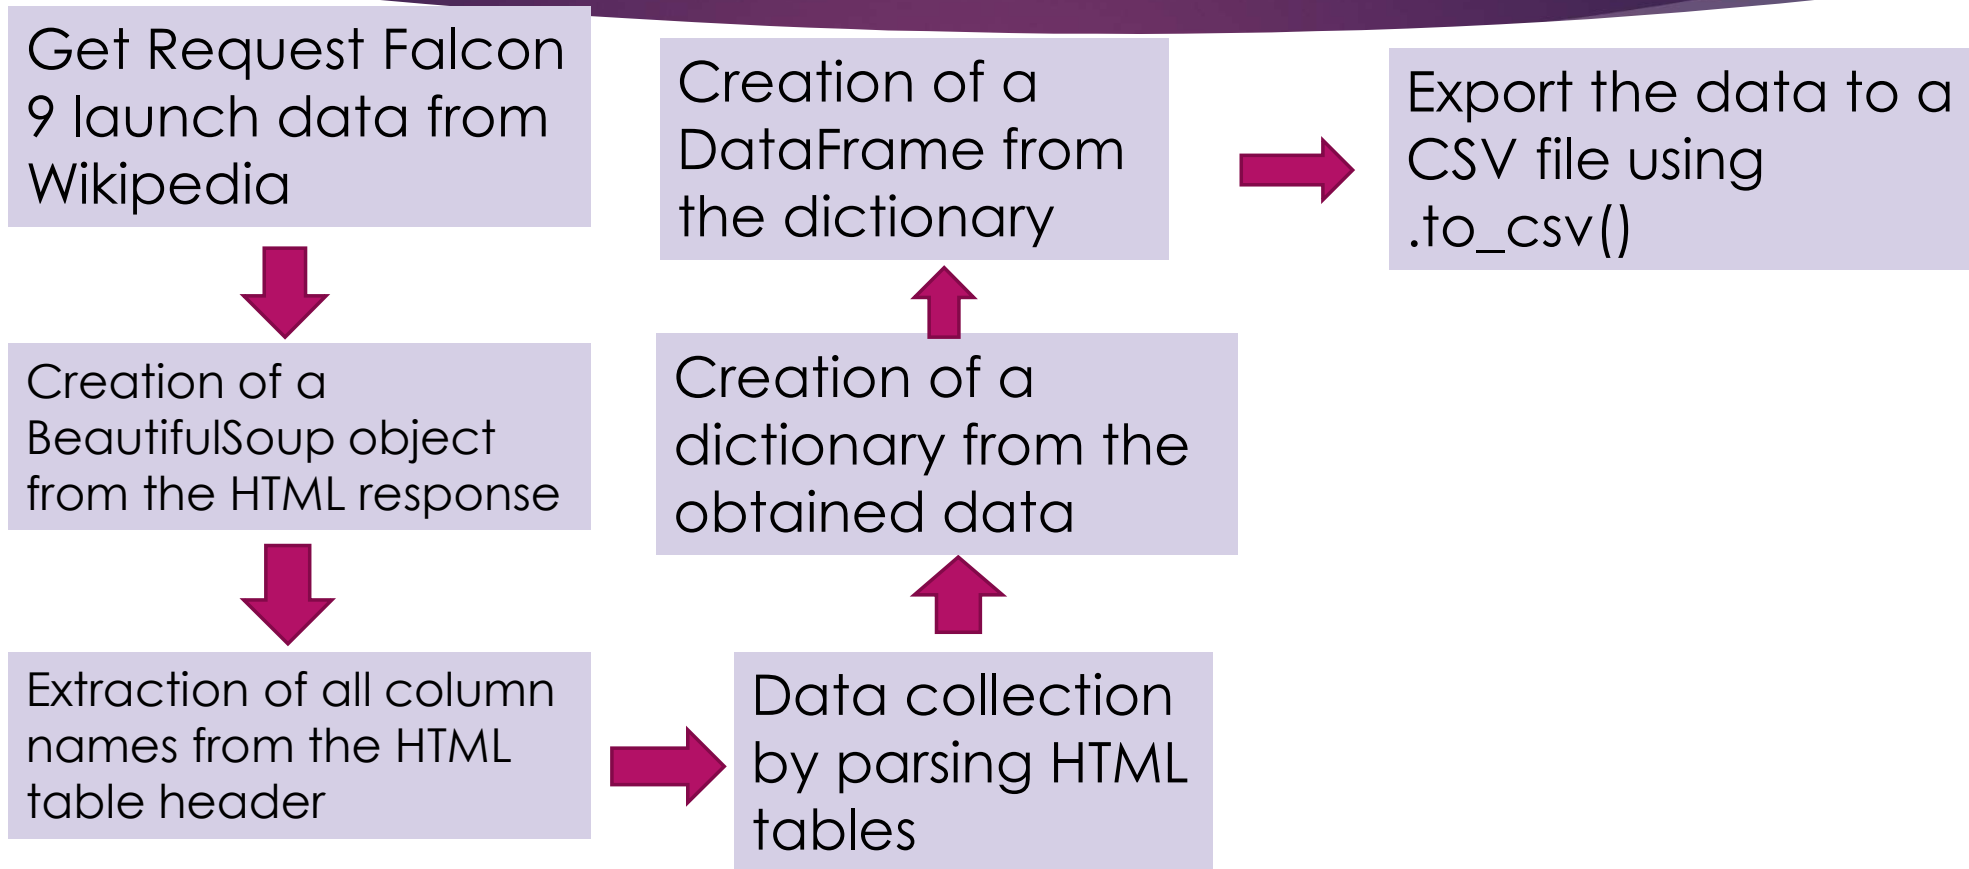 Get Request Falcon
9 launch data from
Wikipedia
Creation of a
BeautifulSoup object
from the HTML response
Extraction of all column
names from the HTML
table header
Data collection
by parsing HTML
tables
Creation of a
dictionary from the
obtained data
Creation of a
DataFrame from
the dictionary
Export the data to a
CSV file using
.to_csv()